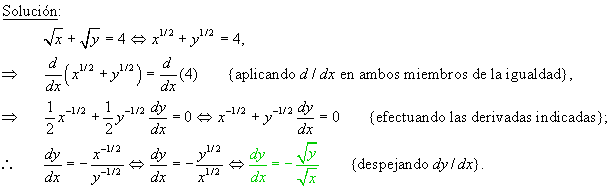 Solución:
√x + √y = 4 ⇔ x^{1/2} + y^{1/2} = 4,
⇒ d/dx (x^{1/2} + y^{1/2}) = d/dx (4) {aplicando d / dx en ambos miembros de la igualdad},
⇒ 1/2 x^{-1/2} + 1/2 y^{-1/2} dy/dx = 0 ⇔ x^{-1/2} + y^{-1/2} dy/dx = 0 {efectuando las derivadas indicadas};
∴ dy/dx = - x^{-1/2}/y^{-1/2} ⇔ dy/dx = - y^{1/2}/x^{1/2} ⇔ dy/dx = - √y/√x {despejando dy / dx}.